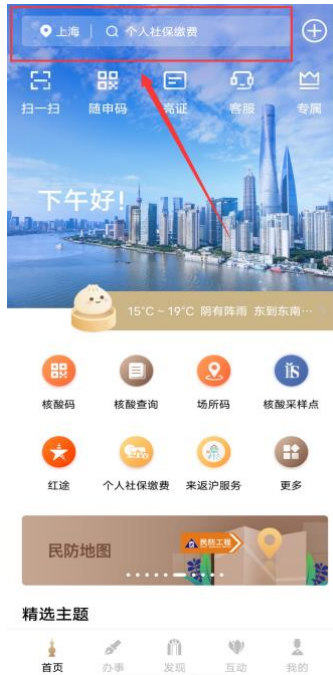 上海 个人社保缴费
扫一扫 随申码 亮证 客服 专属
下午好!
15°C ~ 19°C 阴有阵雨 东到东南…
核酸码 核酸查询 场所码 核酸采样点
红途 个人社保缴费 来返沪服务 更多
民防地图
民防工程
精选主题
首页 办事 发现 互动 我的